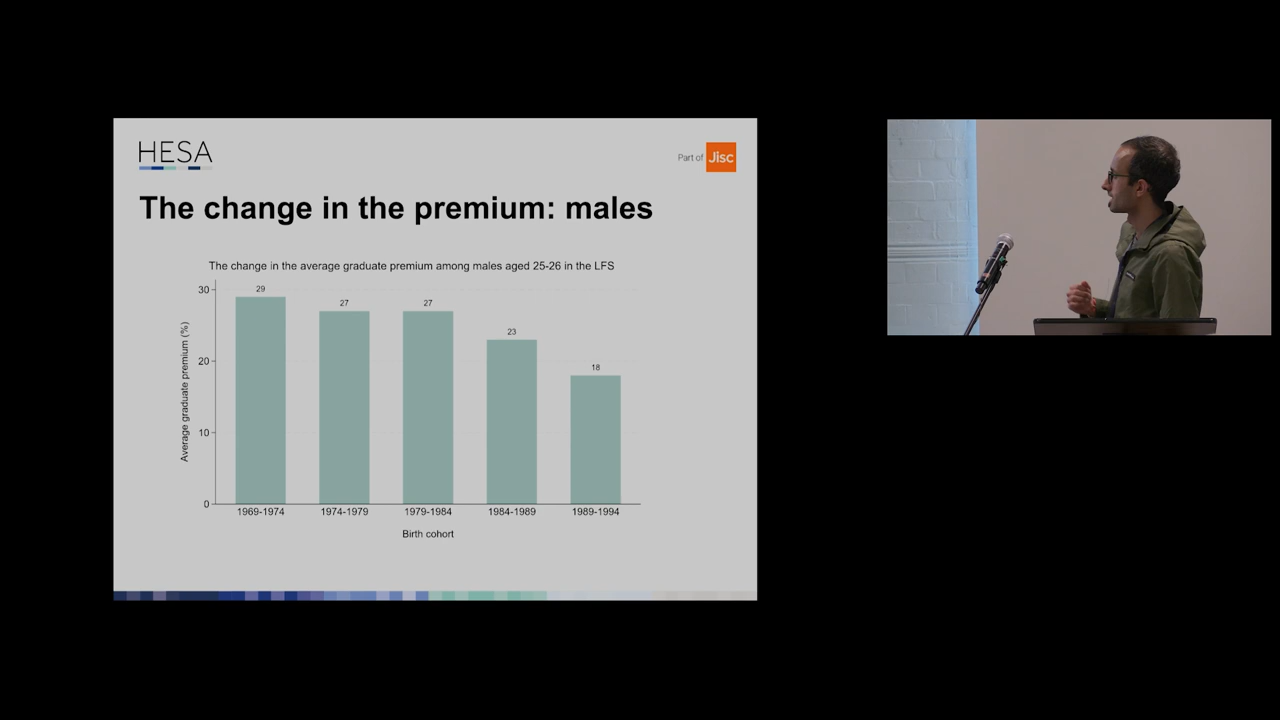 HESA
Part of Jisc
The change in the premium: males
The change in the average graduate premium among males aged 25-26 in the LFS
Average graduate premium (%)
30
20
10
0
29
27
27
23
18
1969-1974
1974-1979
1979-1984
1984-1989
1989-1994
Birth cohort